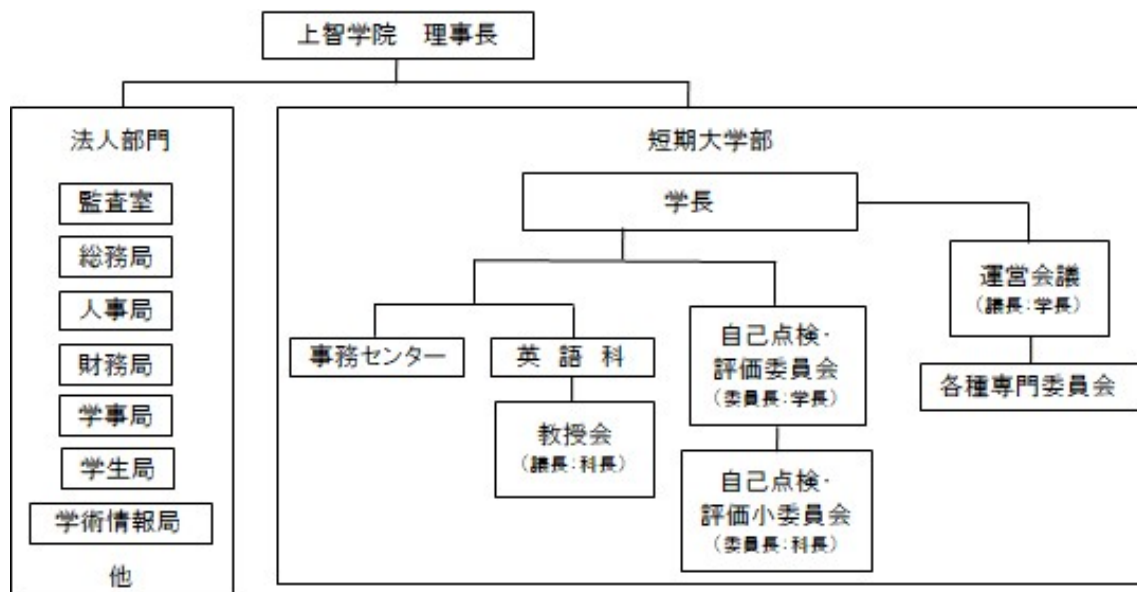 上智学院　理事長
法人部門
監査室
総務局
人事局
財務局
学事局
学生局
学術情報局
他
短期大学部
学長
運営会議
（議長：学長）
各種専門委員会
事務センター
英 語 科
教授会
（議長：科長）
自己点検・
評価委員会
（委員長：学長）
自己点検・
評価小委員会
（委員長：科長）